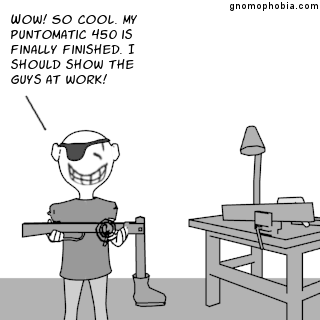 gnomophobia.com
WOW! SO COOL. MY
PUNTOMATIC 450 IS
FINALLY FINISHED. I
SHOULD SHOW THE
GUYS AT WORK!